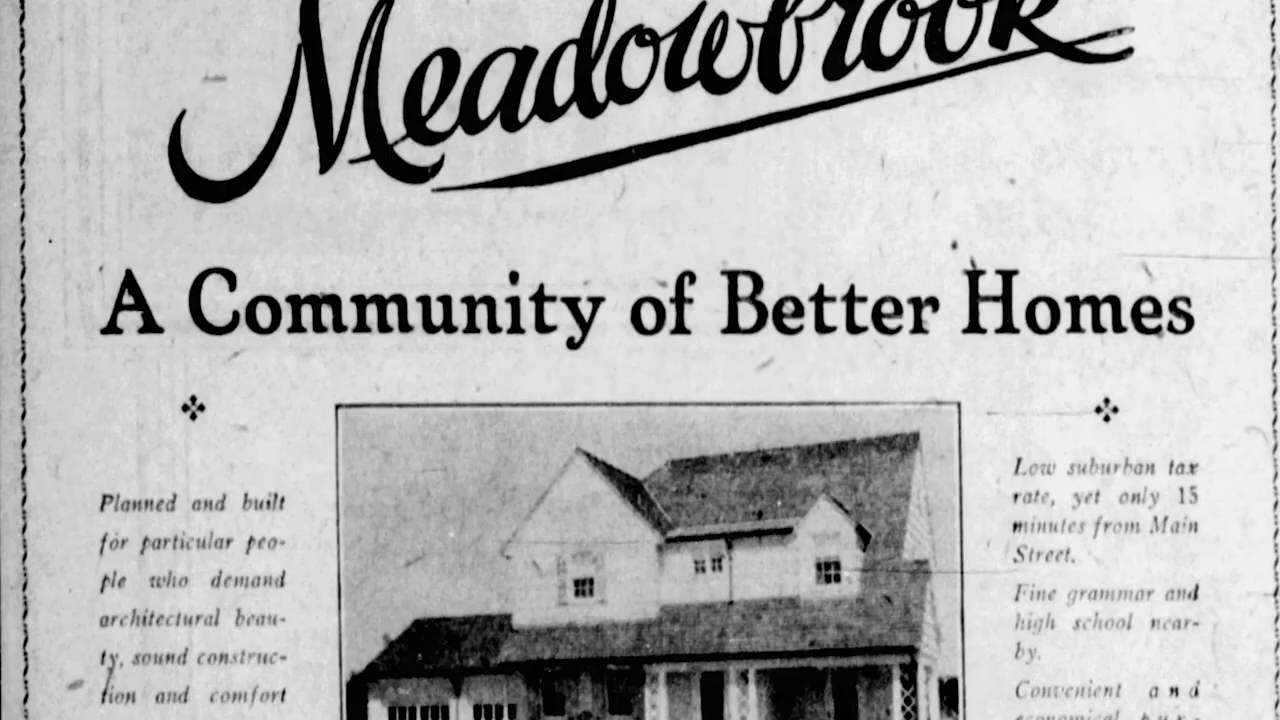 Meadowbrook
A Community of Better Homes
Planned and built
for particular peo-
ple who demand
architectural beau-
ty, sound construc-
tion and comfort
Low suburban tax
rate, yet only 15
minutes from Main
Street.
Fine grammar and
high school near-
by.
Convenient and
economical